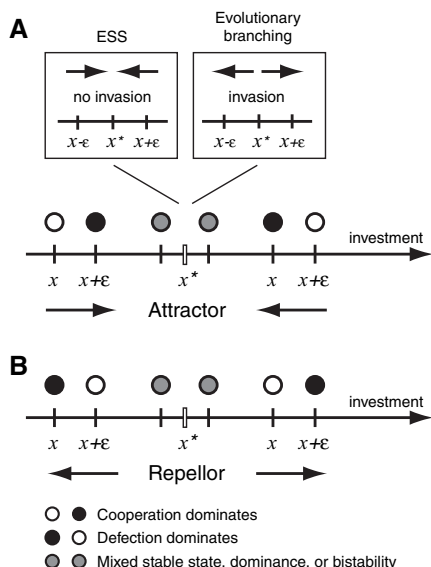 A
ESS
Evolutionary
branching
no invasion
invasion
x-ε x* x+ε
x-ε x* x+ε
investment
x x+ε x* x x+ε
Attractor
B
investment
x x+ε x* x x+ε
Repellor
Cooperation dominates
Defection dominates
Mixed stable state, dominance, or bistability